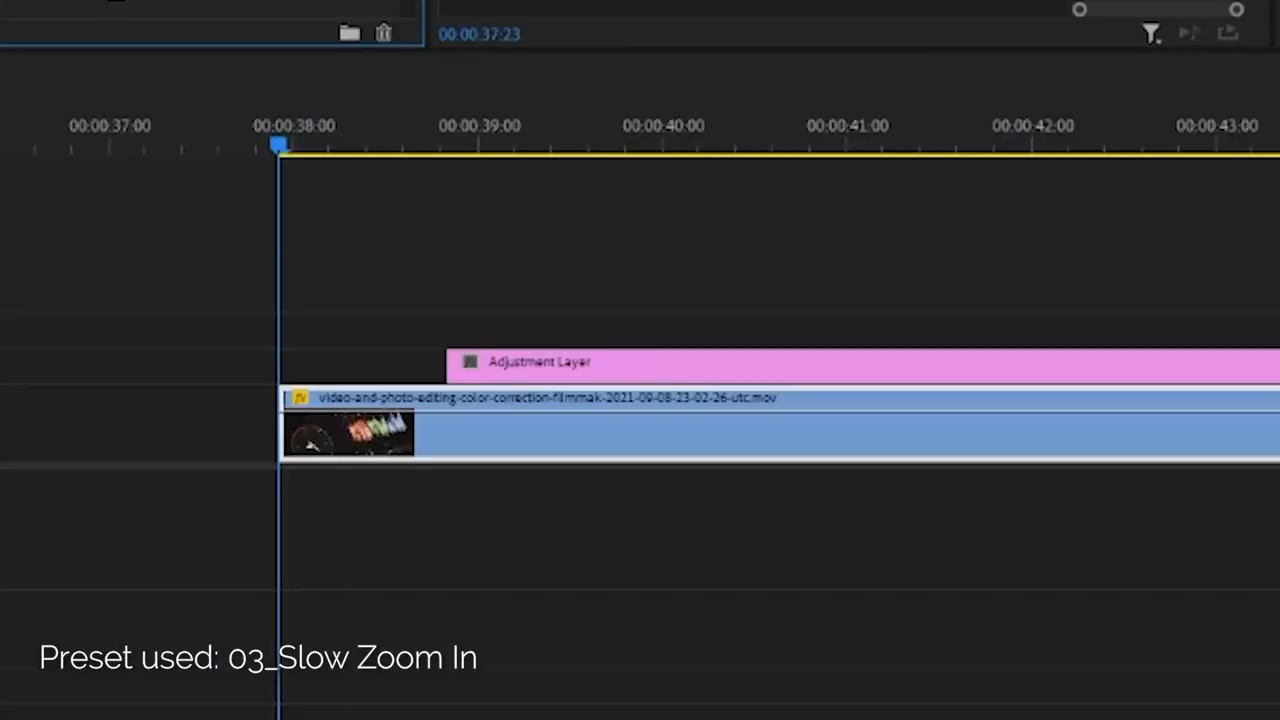 00:00:37:23
00:00:37:00 00:00:38:00 00:00:39:00 00:00:40:00 00:00:41:00 00:00:42:00 00:00:43:00
Adjustment Layer
fx video-and-photo-editing-color-correction-filmmak-2021-09-08-23-02-26-utc.mov
Preset used: 03_Slow Zoom In